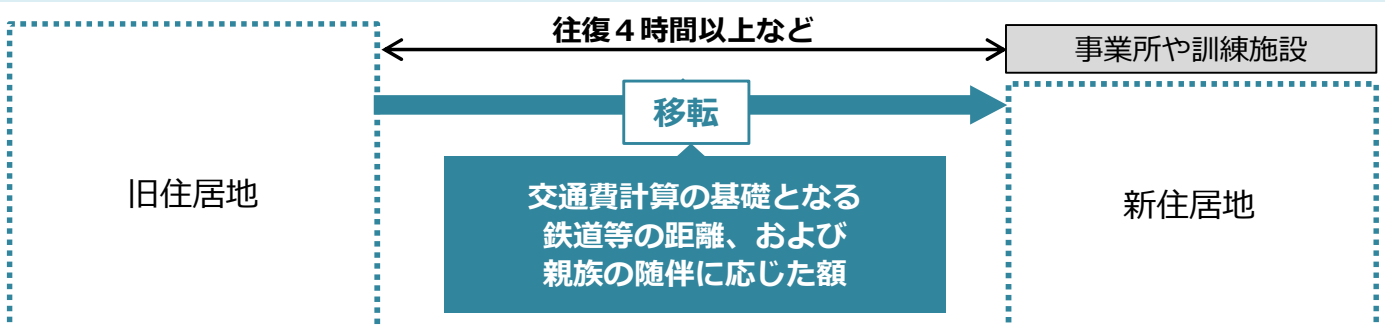 往復４時間以上など
事業所や訓練施設
移転
旧住居地
交通費計算の基礎となる
鉄道等の距離、および
親族の随伴に応じた額
新住居地